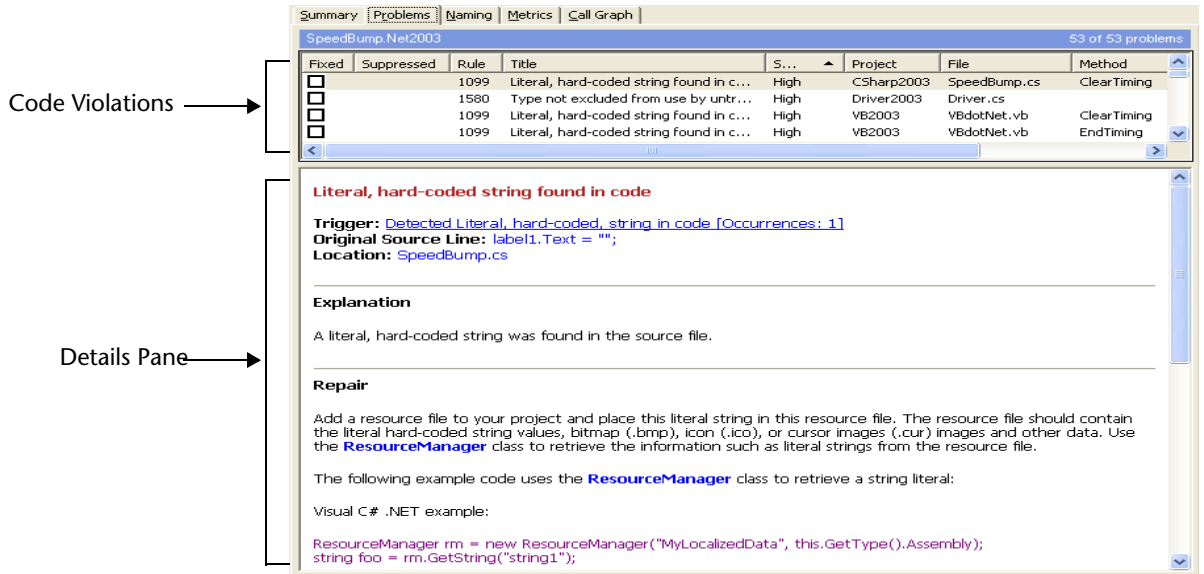 Summary Problems Naming Metrics Call Graph
SpeedBump.Net2003 53 of 53 problems
Fixed Suppressed Rule Title S... Project File Method
1099 Literal, hard-coded string found in c... High CSharp2003 SpeedBump.cs ClearTiming
1580 Type not excluded from use by untr... High Driver2003 Driver.cs
1099 Literal, hard-coded string found in c... High VB2003 VBdotNet.vb ClearTiming
1099 Literal, hard-coded string found in c... High VB2003 VBdotNet.vb EndTiming
Code Violations
Literal, hard-coded string found in code
Trigger: Detected Literal, hard-coded, string in code [Occurrences: 1]
Original Source Line: label1.Text = "";
Location: SpeedBump.cs
Explanation
A literal, hard-coded string was found in the source file.
Details Pane
Repair
Add a resource file to your project and place this literal string in this resource file. The resource file should contain
the literal hard-coded string values, bitmap (.bmp), icon (.ico), or cursor images (.cur) images and other data. Use
the ResourceManager class to retrieve the information such as literal strings from the resource file.
The following example code uses the ResourceManager class to retrieve a string literal:
Visual C# .NET example:
ResourceManager rm = new ResourceManager("MyLocalizedData", this.GetType().Assembly);
string foo = rm.GetString("string1");